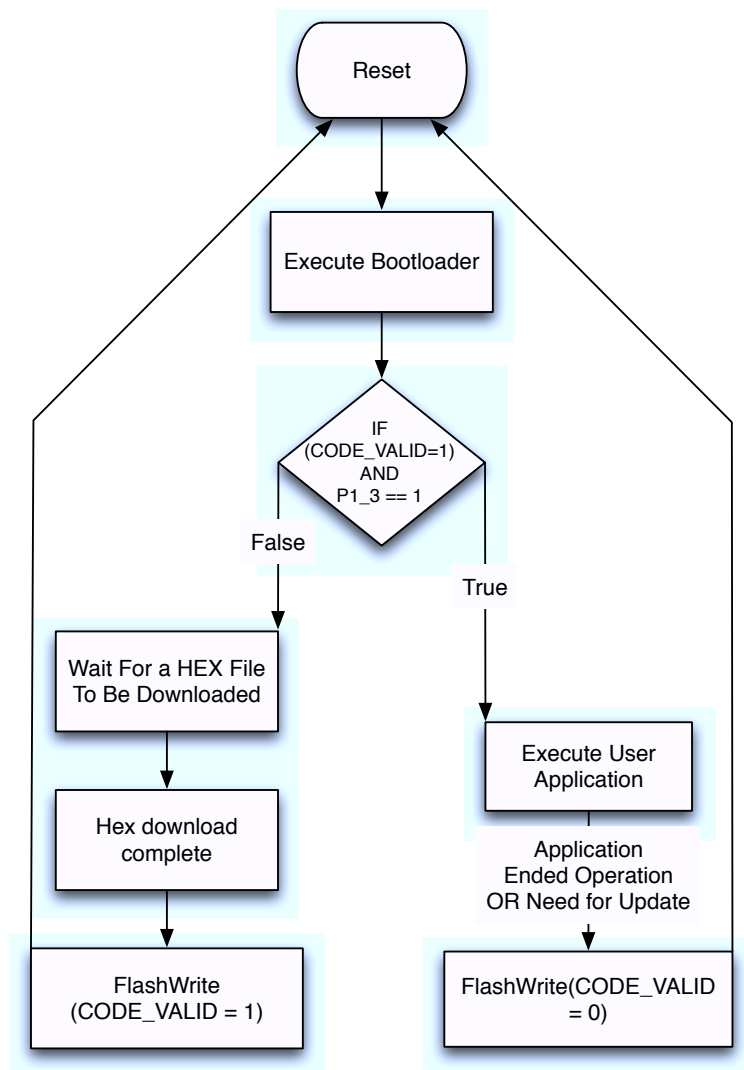 Reset
Execute Bootloader
IF
(CODE_VALID=1)
AND
P1_3 == 1
False
True
Wait For a HEX File
To Be Downloaded
Execute User
Application
Hex download
complete
Application
Ended Operation
OR Need for Update
FlashWrite
(CODE_VALID = 1)
FlashWrite(CODE_VALID
= 0)